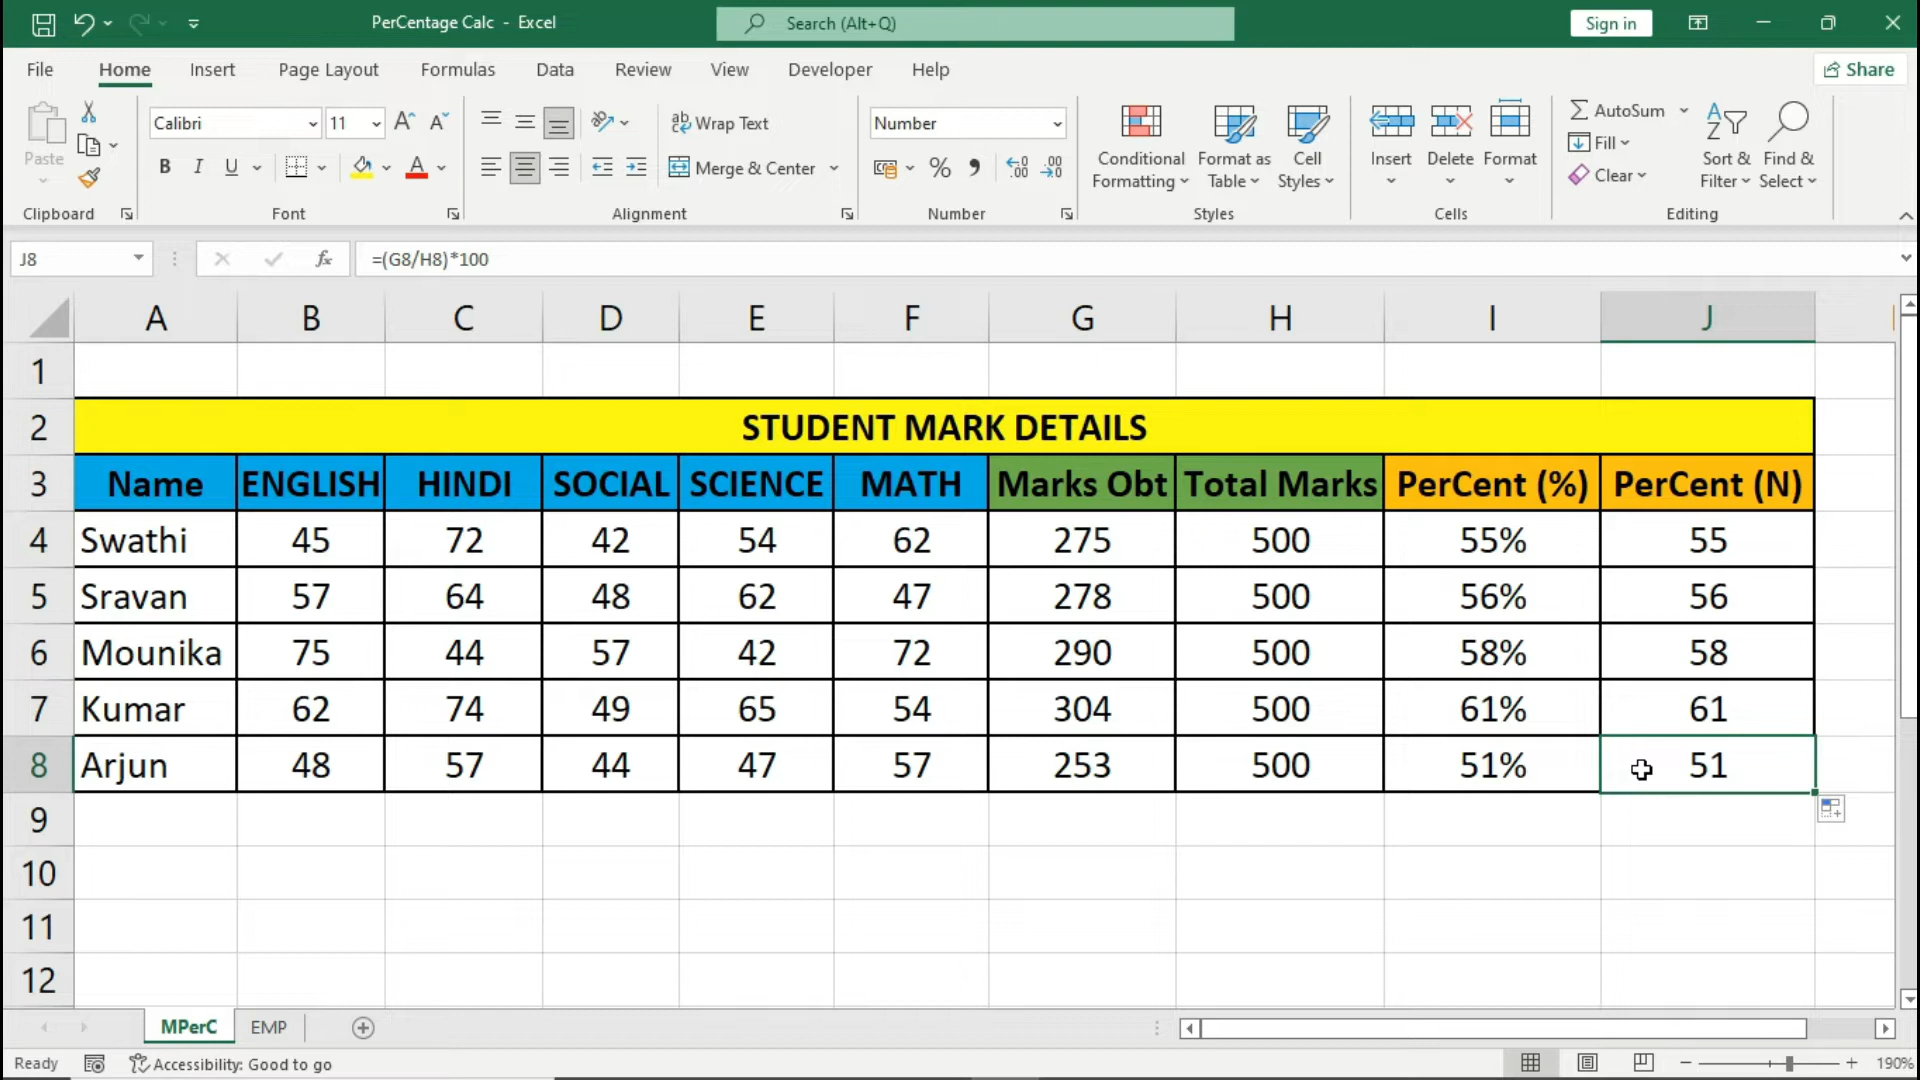 PerCentage Calc - Excel
Search (Alt+Q)
Sign in
File Home Insert Page Layout Formulas Data Review View Developer Help
Share
Paste
Calibri 11
B I U
ab Wrap Text
Merge & Center
Number
Conditional Formatting
Format as Table
Cell Styles
Insert Delete Format
AutoSum
Fill
Clear
Sort & Filter
Find & Select
Clipboard Font Alignment Number Styles Cells Editing
J8 fx =(G8/H8)*100
A B C D E F G H I J
1
2 STUDENT MARK DETAILS
3 Name ENGLISH HINDI SOCIAL SCIENCE MATH Marks Obt Total Marks PerCent (%) PerCent (N)
4 Swathi 45 72 42 54 62 275 500 55% 55
5 Sravan 57 64 48 62 47 278 500 56% 56
6 Mounika 75 44 57 42 72 290 500 58% 58
7 Kumar 62 74 49 65 54 304 500 61% 61
8 Arjun 48 57 44 47 57 253 500 51% 51
9
10
11
12
MPerC EMP
Ready Accessibility: Good to go 190%